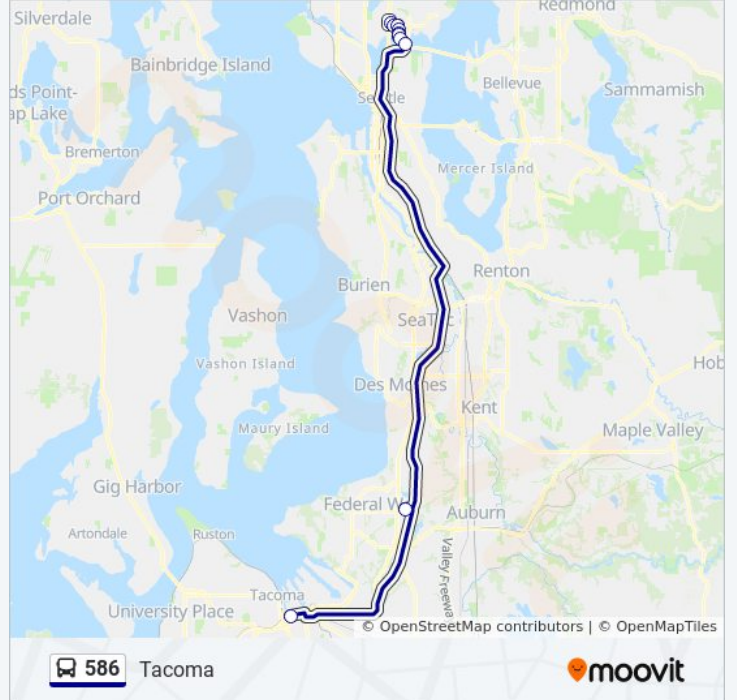 Silverdale
Redmond
Bainbridge Island
Bellevue
Sammamish
ds Point-
ap Lake
Seattle
Bremerton
Mercer Island
Port Orchard
Renton
Burien
Vashon
SeaTac
Vashon Island
Hob
Des Moines
Kent
Maury Island
Maple Valley
Gig Harbor
Federal W
Auburn
Artondale
Ruston
Valley Freewa
Tacoma
University Place
© OpenStreetMap contributors | © OpenMapTiles
586 Tacoma
moovit